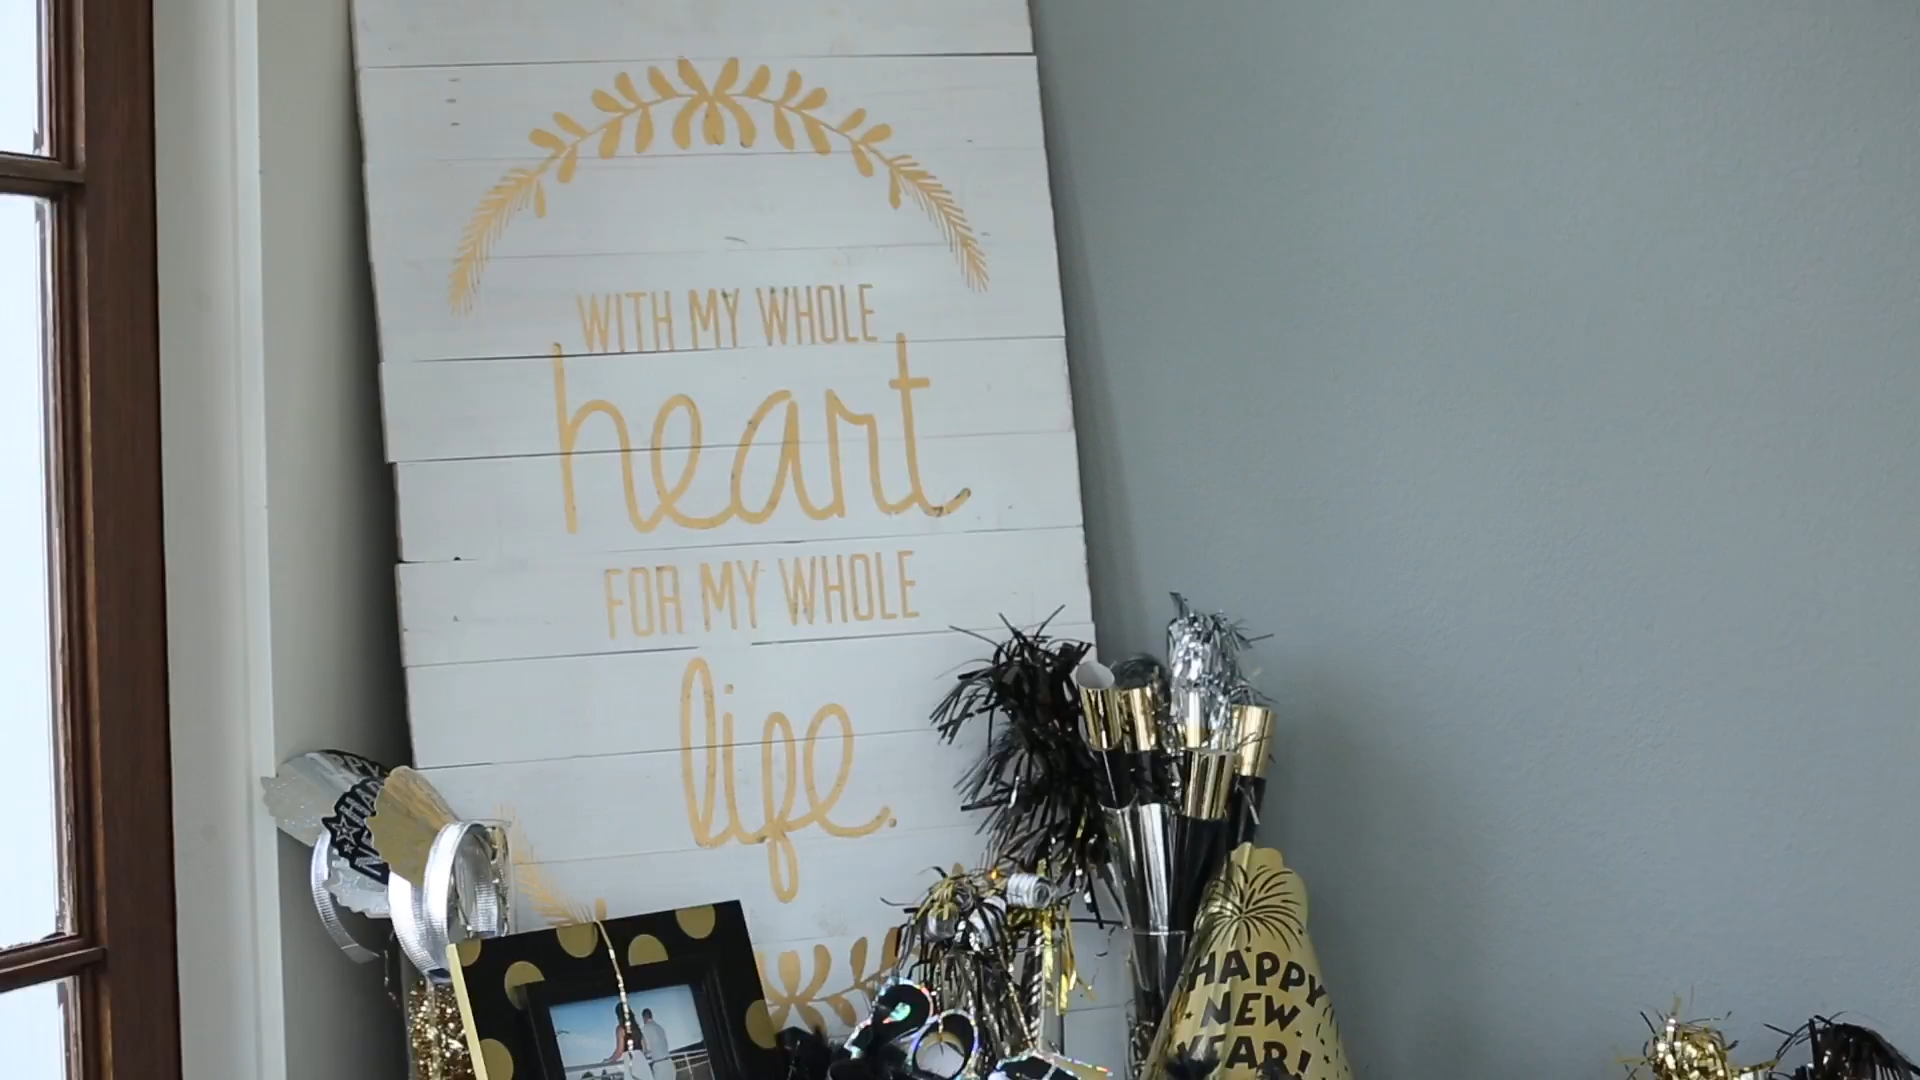 WITH MY WHOLE
heart
FOR MY WHOLE
life.
HAPPY
NEW
YEAR!